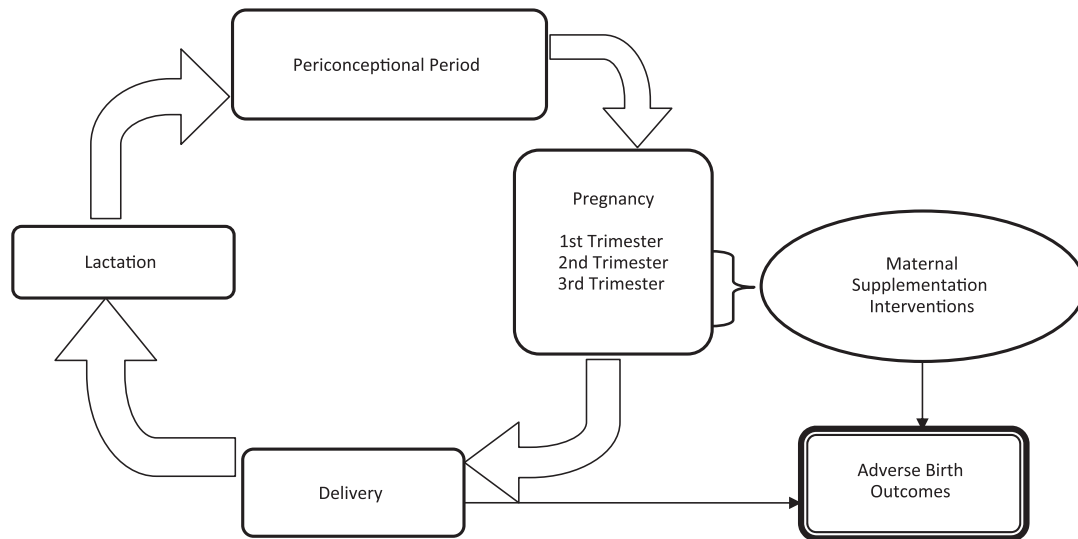 Periconceptional Period
Pregnancy
1st Trimester
2nd Trimester
3rd Trimester
Maternal
Supplementation
Interventions
Lactation
Delivery
Adverse Birth
Outcomes